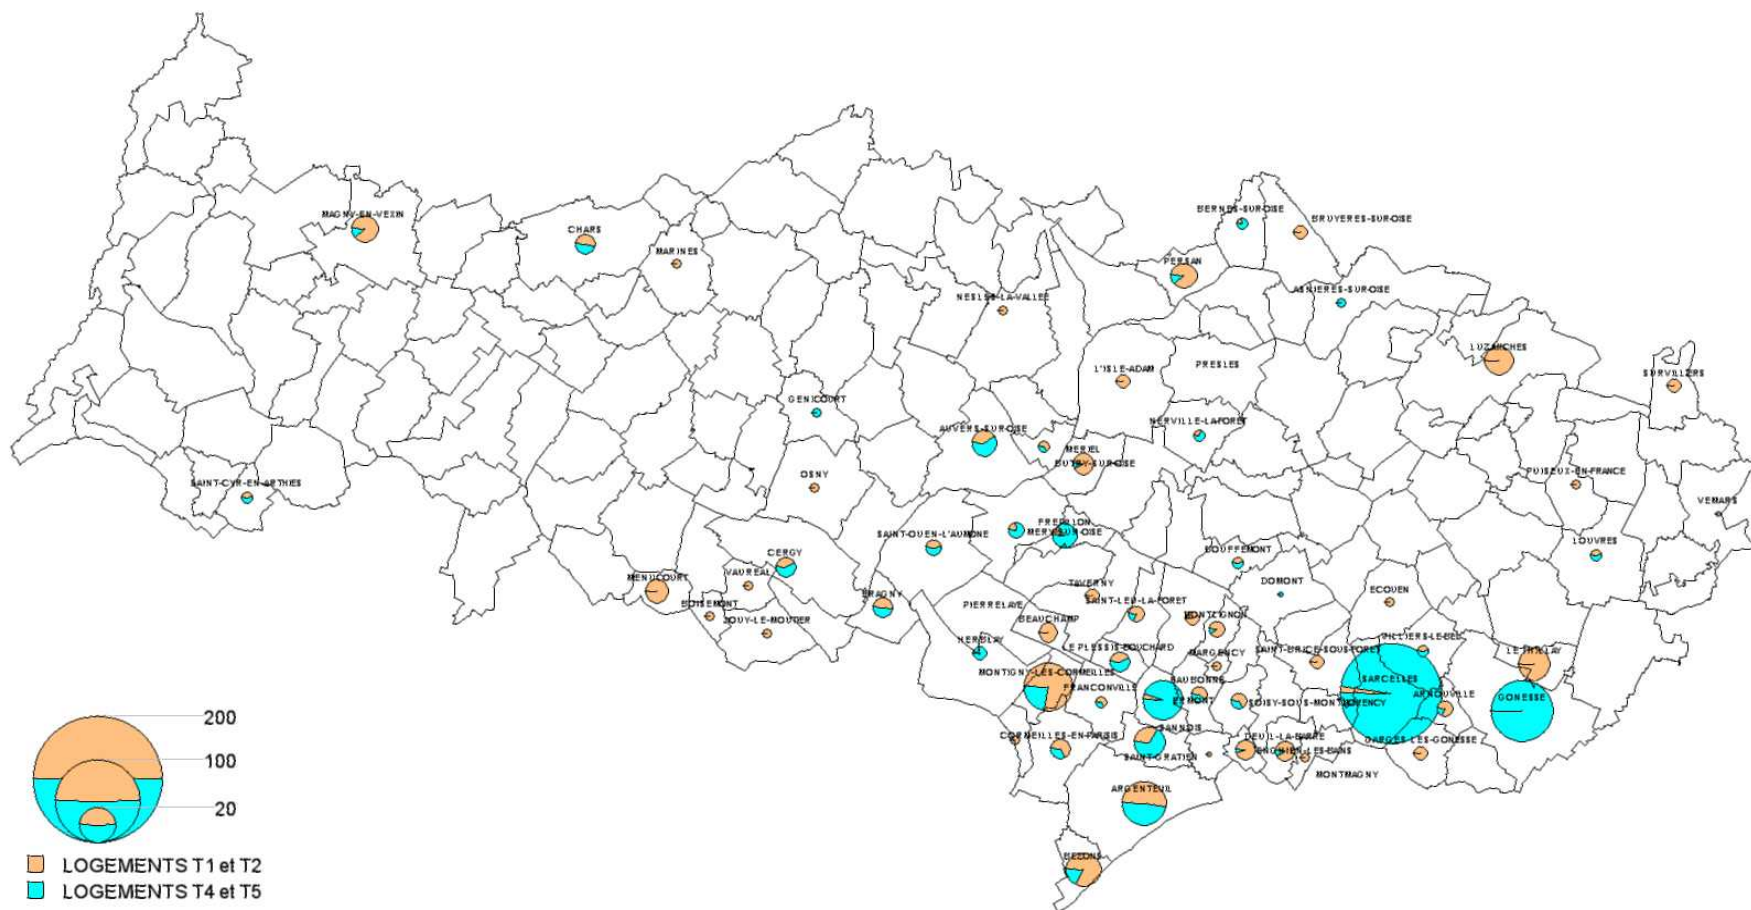 MAGNY-EN-VEXIN
CHARS
MARINES
BERNES-SUR-OISE
BRUYERES-SUR-OISE
PERSAN
ASNIERES-SUR-OISE
NESLES-LA-VALLEE
LUZARCHES
SURVILLIERS
L'ISLE-ADAM
PRESLES
GENICOURT
AUVERS-SUR-OISE
NERVILLE-LA-FORET
MERIEL
BUTRY-SUR-OISE
OSNY
PUISEUX-EN-FRANCE
SAINT-CYR-EN-ARTHIES
VEMARS
FREPILLON
MERY-SUR-OISE
SAINT-OUEN-L'AUMONE
LOUVRES
CERGY
BOUFFEMONT
MENUCOURT
VAUREAL
TAVERNY
DOMONT
ECOUEN
ERAGNY
BOISEMONT
PIERRELAYE
SAINT-LEU-LA-FORET
JOUY-LE-MOUTIER
BEAUCHAMP
MONTLIGNON
HERBLAY
LE PLESSIS-BOUCHARD
VILLIERS-LE-BEL
SAINT-BRICE-SOUS-FORET
LE THILLAY
MARGENCY
MONTIGNY-LES-CORMEILLES
FRANCONVILLE
EAUBONNE
ERMONT
SARCELLES
ARNOUVILLE
GONESSE
SOISY-SOUS-MONTMORENCY
CORMEILLES-EN-PARISIS
SANNOIS
DEUIL-LA-BARRE
GARGES-LES-GONESSE
SAINT-GRATIEN
ENGHIEN-LES-BAINS
MONTMAGNY
ARGENTEUIL
BEZONS
200
100
20
LOGEMENTS T1 et T2
LOGEMENTS T4 et T5